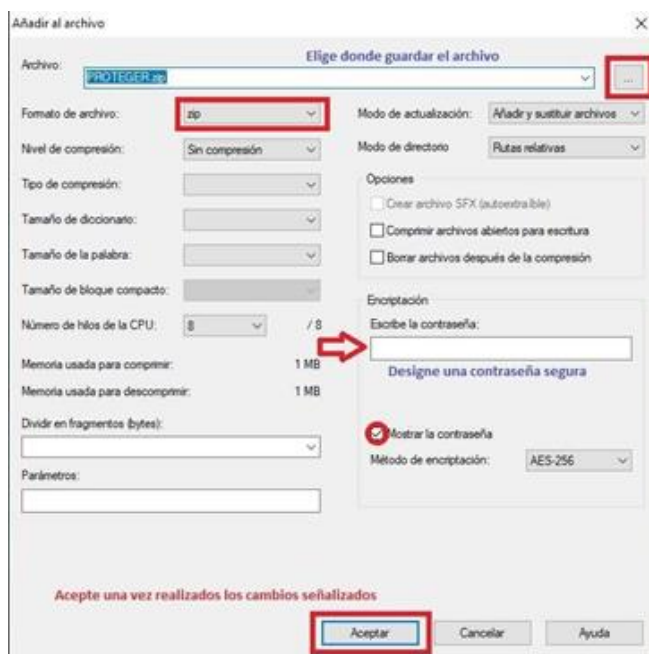 Añadir al archivo
Elige donde guardar el archivo
Archivo:
PROTEGER.zip
...
Formato de archivo: zip
Modo de actualización: Añadir y sustituir archivos
Nivel de compresión: Sin compresión
Modo de directorio Rutas relativas
Tipo de compresión:
Opciones
Crear archivo SFX (autoextraíble)
Tamaño de diccionario:
Comprimir archivos abiertos para escritura
Tamaño de la palabra:
Borrar archivos después de la compresión
Tamaño de bloque compacto:
Encriptación
Número de hilos de la CPU: 8 / 8
Escribe la contraseña:
Memoria usada para comprimir: 1 MB
Designe una contraseña segura
Memoria usada para descomprimir: 1 MB
Dividir en fragmentos (bytes):
Mostrar la contraseña
Método de encriptación: AES-256
Parámetros:
Acepte una vez realizados los cambios señalizados
Aceptar Cancelar Ayuda